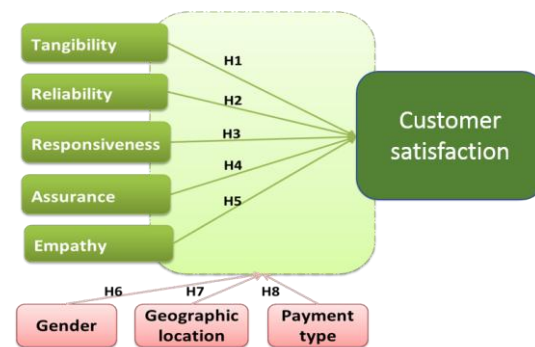 Tangibility
H1
Reliability
H2
Responsiveness
H3
Customer
satisfaction
Assurance
H4
Empathy
H5
H6
H7
H8
Gender
Geographic
location
Payment
type